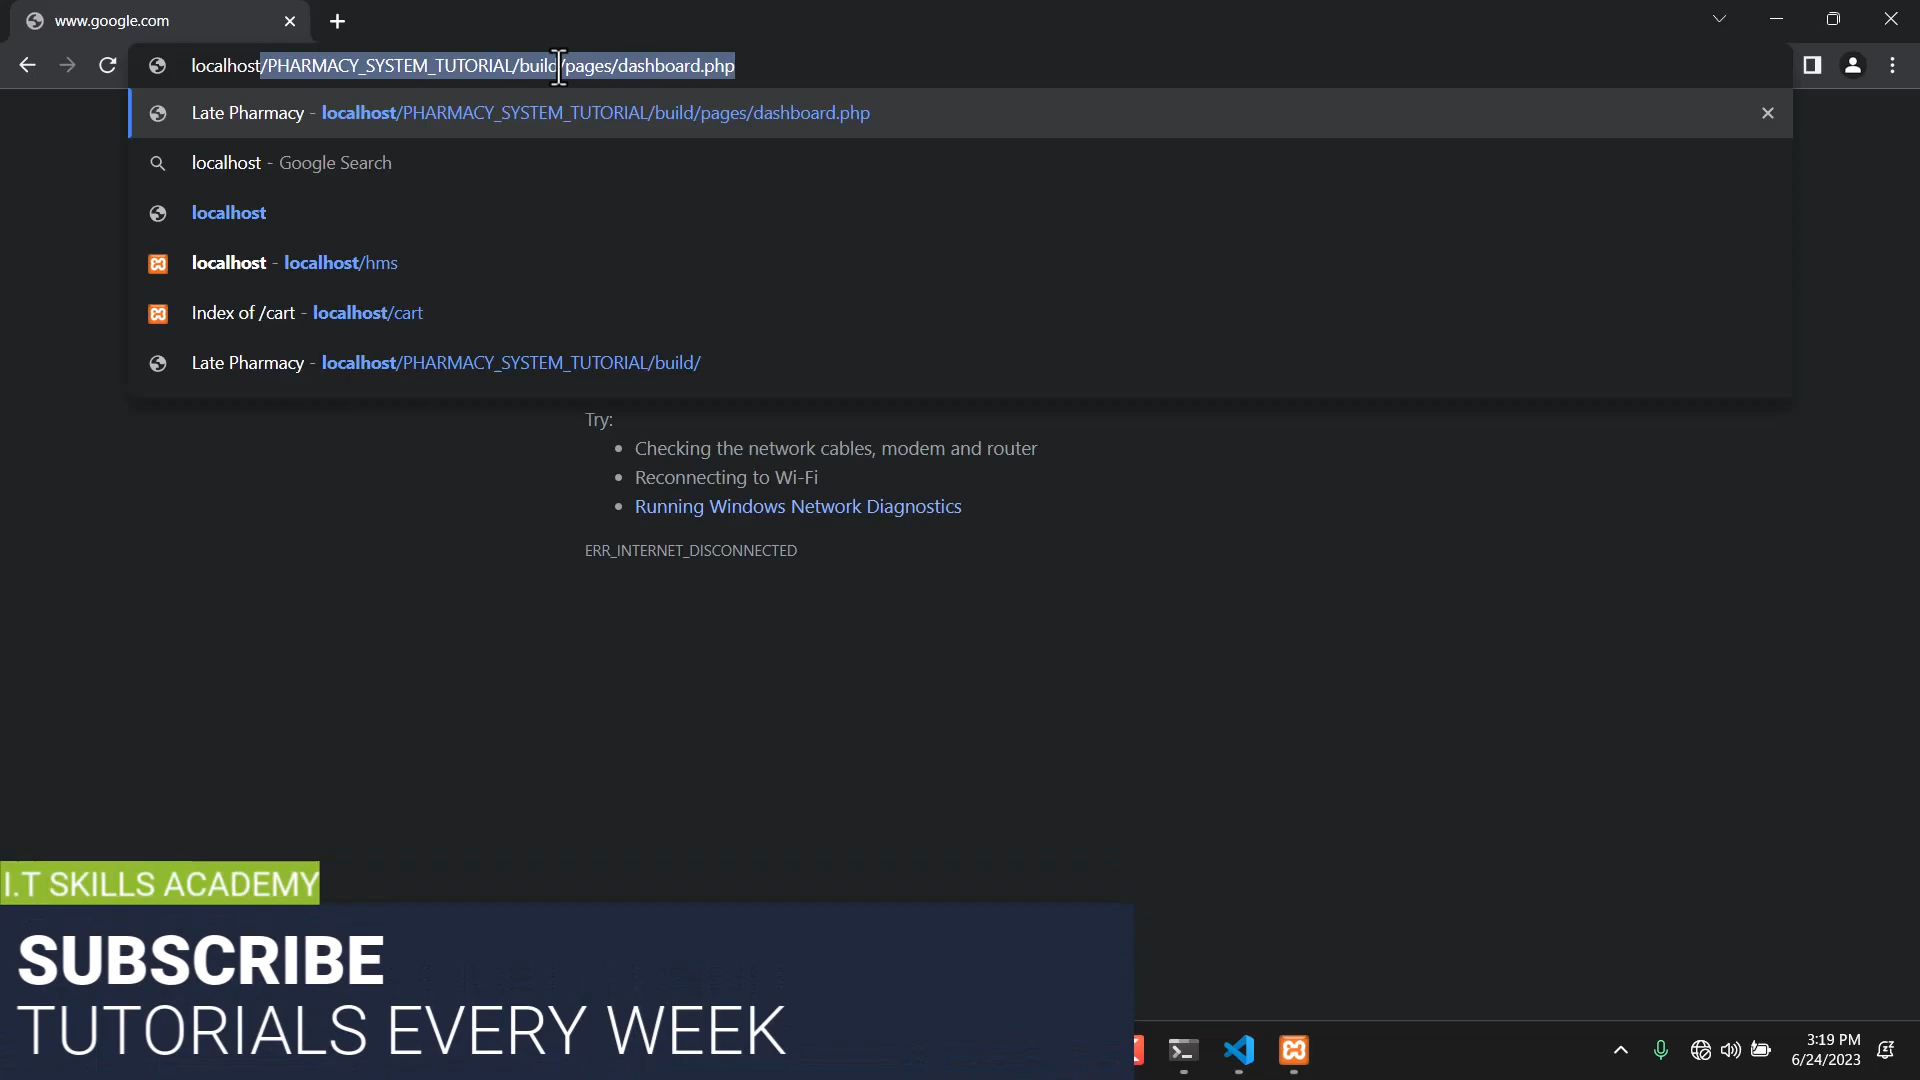 www.google.com
localhost/PHARMACY_SYSTEM_TUTORIAL/build/pages/dashboard.php
Late Pharmacy - localhost/PHARMACY_SYSTEM_TUTORIAL/build/pages/dashboard.php
localhost - Google Search
localhost
localhost - localhost/hms
Index of /cart - localhost/cart
Late Pharmacy - localhost/PHARMACY_SYSTEM_TUTORIAL/build/
Try:
• Checking the network cables, modem and router
• Reconnecting to Wi-Fi
• Running Windows Network Diagnostics
ERR_INTERNET_DISCONNECTED
I.T SKILLS ACADEMY
SUBSCRIBE
TUTORIALS EVERY WEEK
3:19 PM
6/24/2023